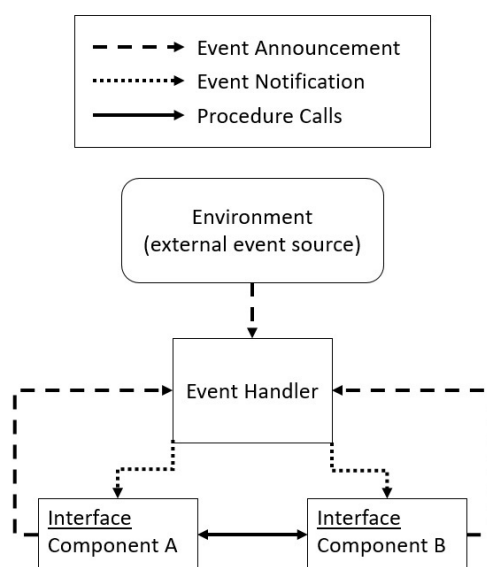 Event Announcement
Event Notification
Procedure Calls
Environment
(external event source)
Event Handler
Interface
Component A
Interface
Component B